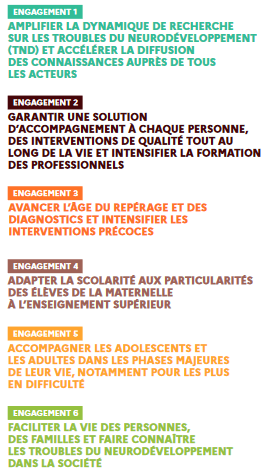 ENGAGEMENT 1
AMPLIFIER LA DYNAMIQUE DE RECHERCHE
SUR LES TROUBLES DU NEURODÉVELOPPEMENT
(TND) ET ACCÉLÉRER LA DIFFUSION
DES CONNAISSANCES AUPRÈS DE TOUS
LES ACTEURS
ENGAGEMENT 2
GARANTIR UNE SOLUTION
D'ACCOMPAGNEMENT À CHAQUE PERSONNE,
DES INTERVENTIONS DE QUALITÉ TOUT AU
LONG DE LA VIE ET INTENSIFIER LA FORMATION
DES PROFESSIONNELS
ENGAGEMENT 3
AVANCER L'ÂGE DU REPÉRAGE ET DES
DIAGNOSTICS ET INTENSIFIER LES
INTERVENTIONS PRÉCOCES
ENGAGEMENT 4
ADAPTER LA SCOLARITÉ AUX PARTICULARITÉS
DES ÉLÈVES DE LA MATERNELLE
À L'ENSEIGNEMENT SUPÉRIEUR
ENGAGEMENT 5
ACCOMPAGNER LES ADOLESCENTS ET
LES ADULTES DANS LES PHASES MAJEURES
DE LEUR VIE, NOTAMMENT POUR LES PLUS
EN DIFFICULTÉ
ENGAGEMENT 6
FACILITER LA VIE DES PERSONNES,
DES FAMILLES ET FAIRE CONNAÎTRE
LES TROUBLES DU NEURODÉVELOPPEMENT
DANS LA SOCIÉTÉ